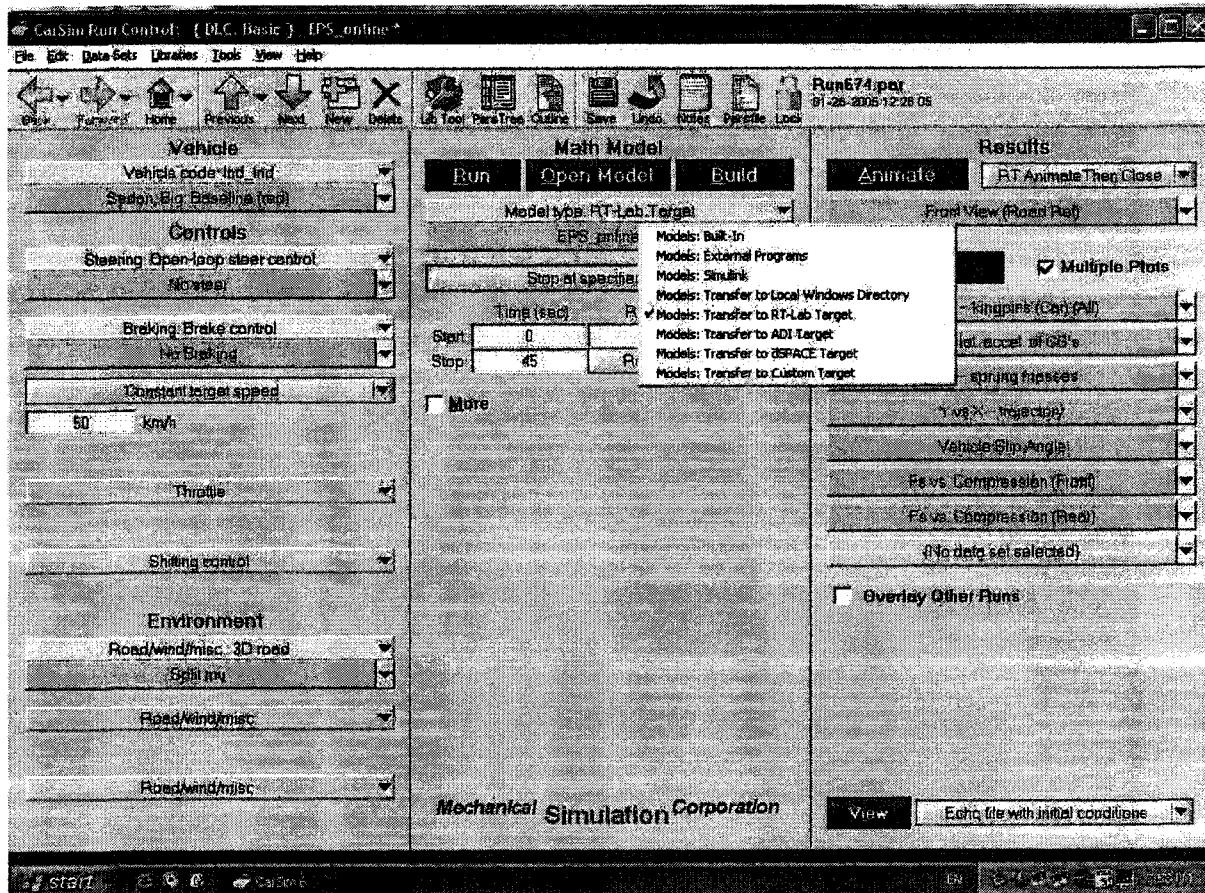 CarSim Run Control: { DLC, Basic } EPS_online *
File Edit Data-Sets Libraries Tools View Help
Back Forward Home Previous Next New Delete Lib Tool ParsTree Outline Save Undo Notes Parsfile Lock
Run674.par
01-26-2005 12:28:05
Vehicle
Vehicle code: Ind_Ind
Sedan, Big: Baseline (red)
Controls
Steering: Open-loop steer control
No steer
Braking: Brake control
No Braking
Constant target speed
50 km/h
Throttle
Shifting control
Environment
Road/wind/misc: 3D road
Split mu
Road/wind/misc
Road/wind/misc
Math Model
Run Open Model Build
Model type: RT-Lab Target
EPS_online
Stop at specifie
Time (sec)
Start 0
Stop 45
More
Models: Built-In
Models: External Programs
Models: Simulink
Models: Transfer to Local Windows Directory
Models: Transfer to RT-Lab Target
Models: Transfer to ADI Target
Models: Transfer to dSPACE Target
Models: Transfer to Custom Target
Mechanical Simulation Corporation
Results
Animate RT Animate Then Close
Front View (Road Ref)
Multiple Plots
- kingpins (Car) (All)
accel. of CG's
- sprung masses
Y vs X - trajectory
Vehicle Slip Angle
Fs vs. Compression (Front)
Fs vs. Compression (Rear)
{No data set selected}
Overlay Other Runs
View Echo file with initial conditions
start CarSim EN